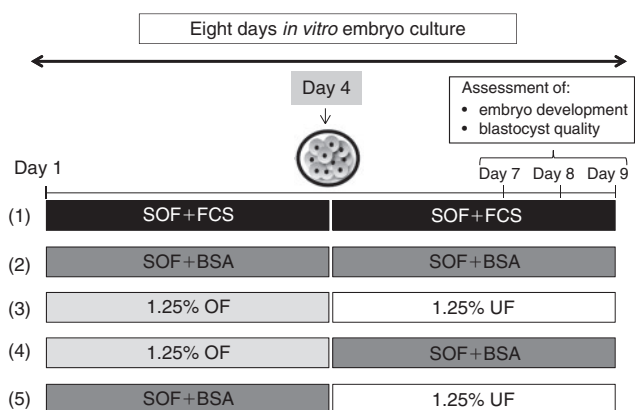 Eight days in vitro embryo culture
Day 4
Assessment of:
• embryo development
• blastocyst quality
Day 1
Day 7 Day 8 Day 9
(1) SOF+FCS SOF+FCS
(2) SOF+BSA SOF+BSA
(3) 1.25% OF 1.25% UF
(4) 1.25% OF SOF+BSA
(5) SOF+BSA 1.25% UF